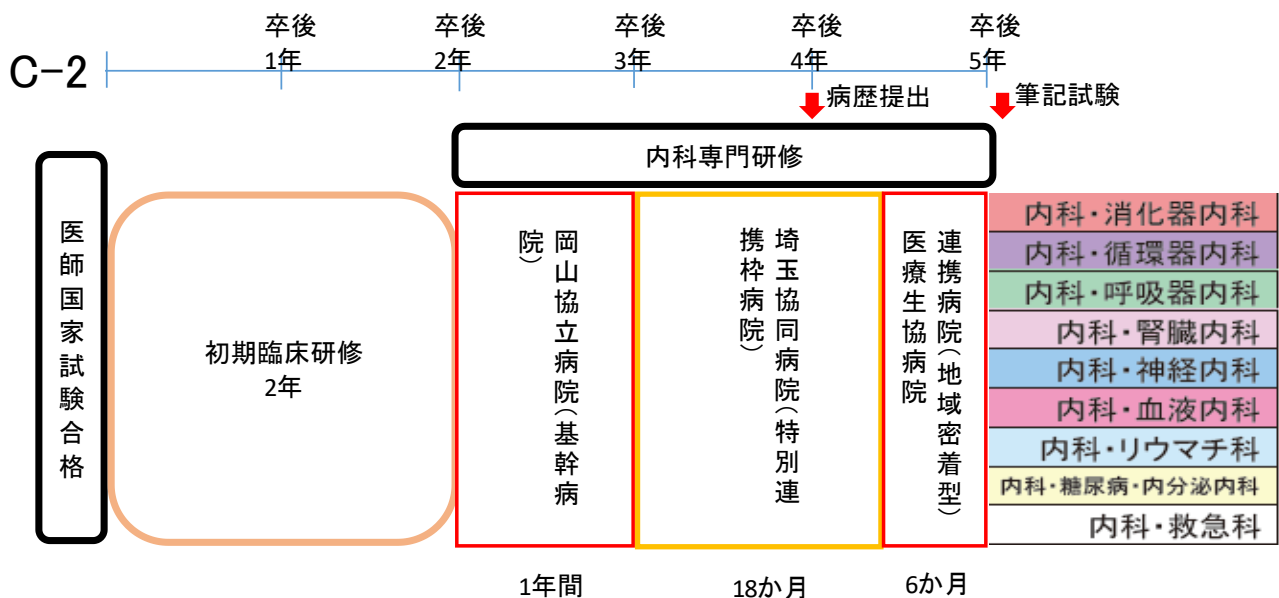 卒後
1年
卒後
2年
卒後
3年
卒後
4年
卒後
5年
C-2
病歴提出
筆記試験
内科専門研修
医師国家試験合格
初期臨床研修
2年
岡山協立病院（基幹病
院）
埼玉協同病院（特別連
携枠病院）
連携病院（地域密着型）
医療生協病院
内科・消化器内科
内科・循環器内科
内科・呼吸器内科
内科・腎臓内科
内科・神経内科
内科・血液内科
内科・リウマチ科
内科・糖尿病・内分泌内科
内科・救急科
1年間
18か月
6か月